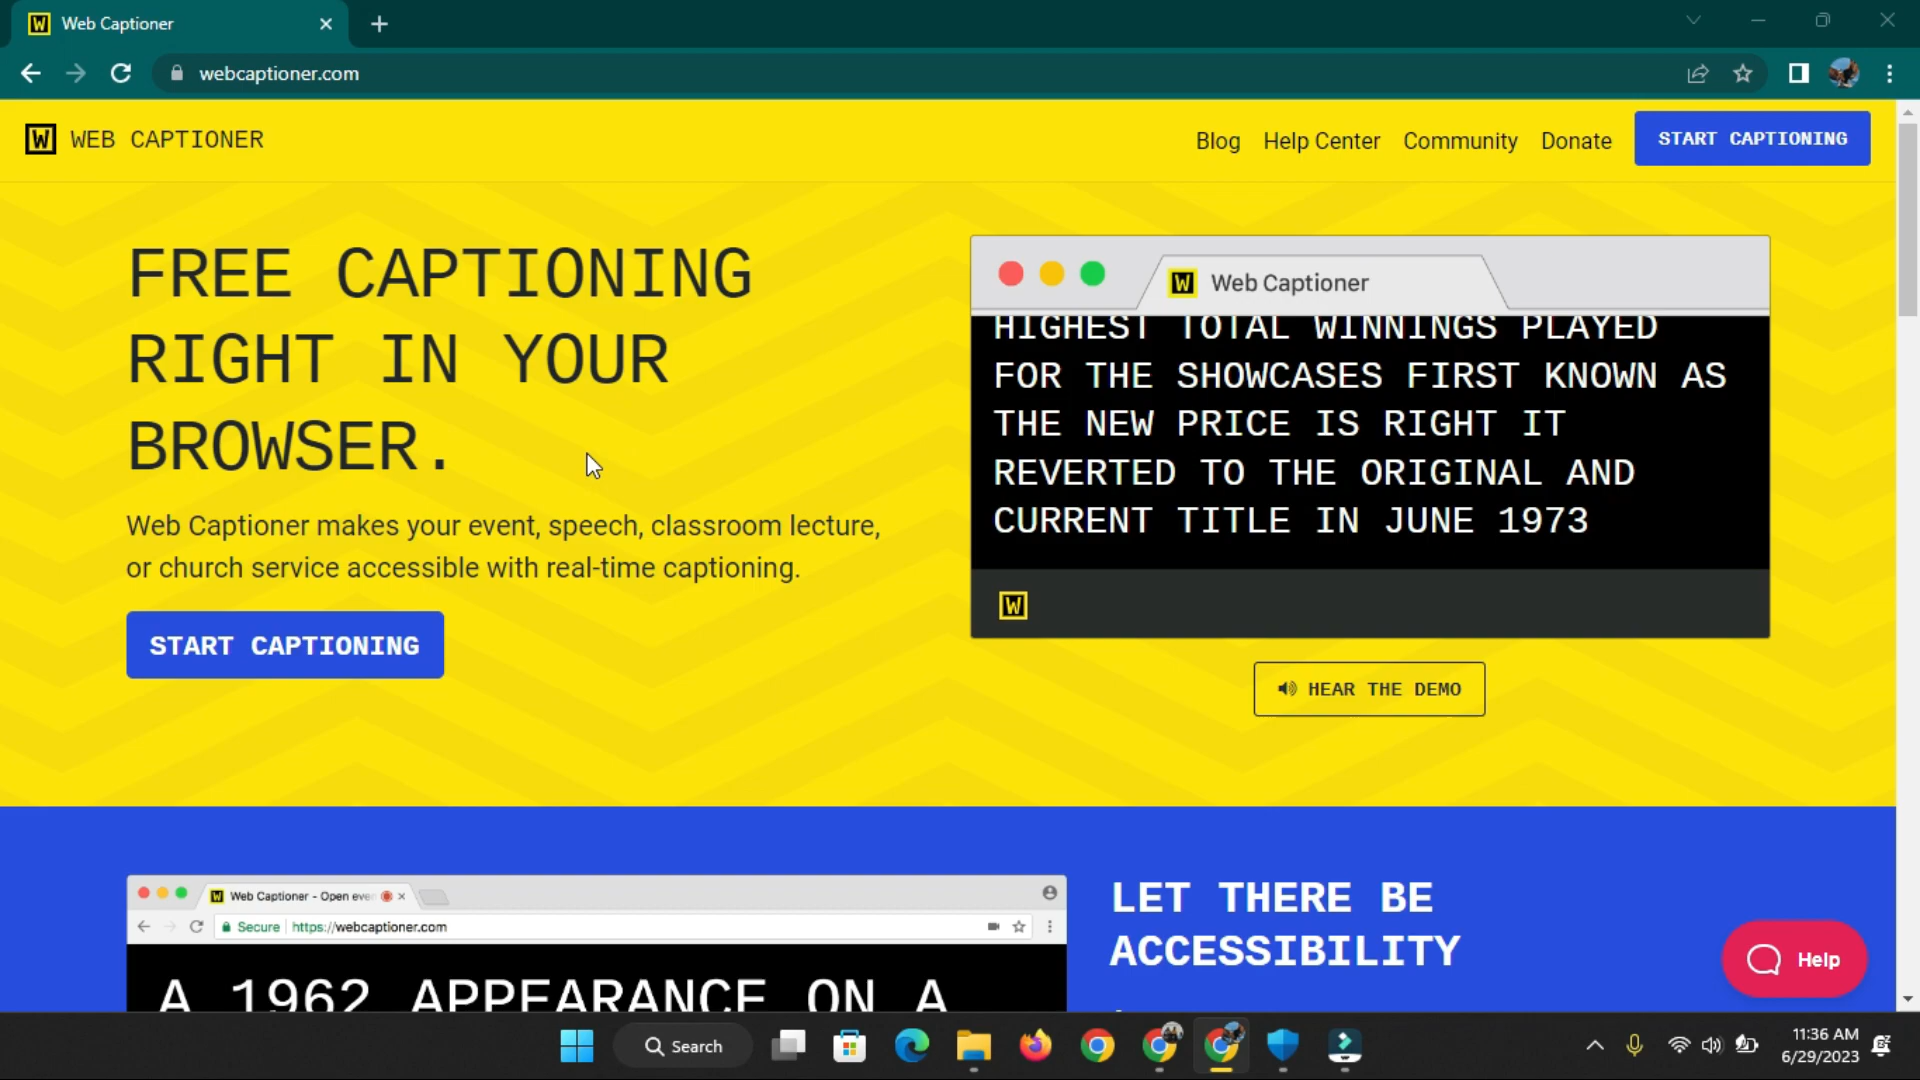 Web Captioner
webcaptioner.com
WEB CAPTIONER
Blog Help Center Community Donate START CAPTIONING
FREE CAPTIONING
RIGHT IN YOUR
BROWSER.
Web Captioner makes your event, speech, classroom lecture,
or church service accessible with real-time captioning.
START CAPTIONING
Web Captioner
HIGHEST TOTAL WINNINGS PLAYED
FOR THE SHOWCASES FIRST KNOWN AS
THE NEW PRICE IS RIGHT IT
REVERTED TO THE ORIGINAL AND
CURRENT TITLE IN JUNE 1973
HEAR THE DEMO
Web Captioner - Open eve
Secure https://webcaptioner.com
A 1962 APPEARANCE ON A
LET THERE BE
ACCESSIBILITY
Help
Search
11:36 AM
6/29/2023